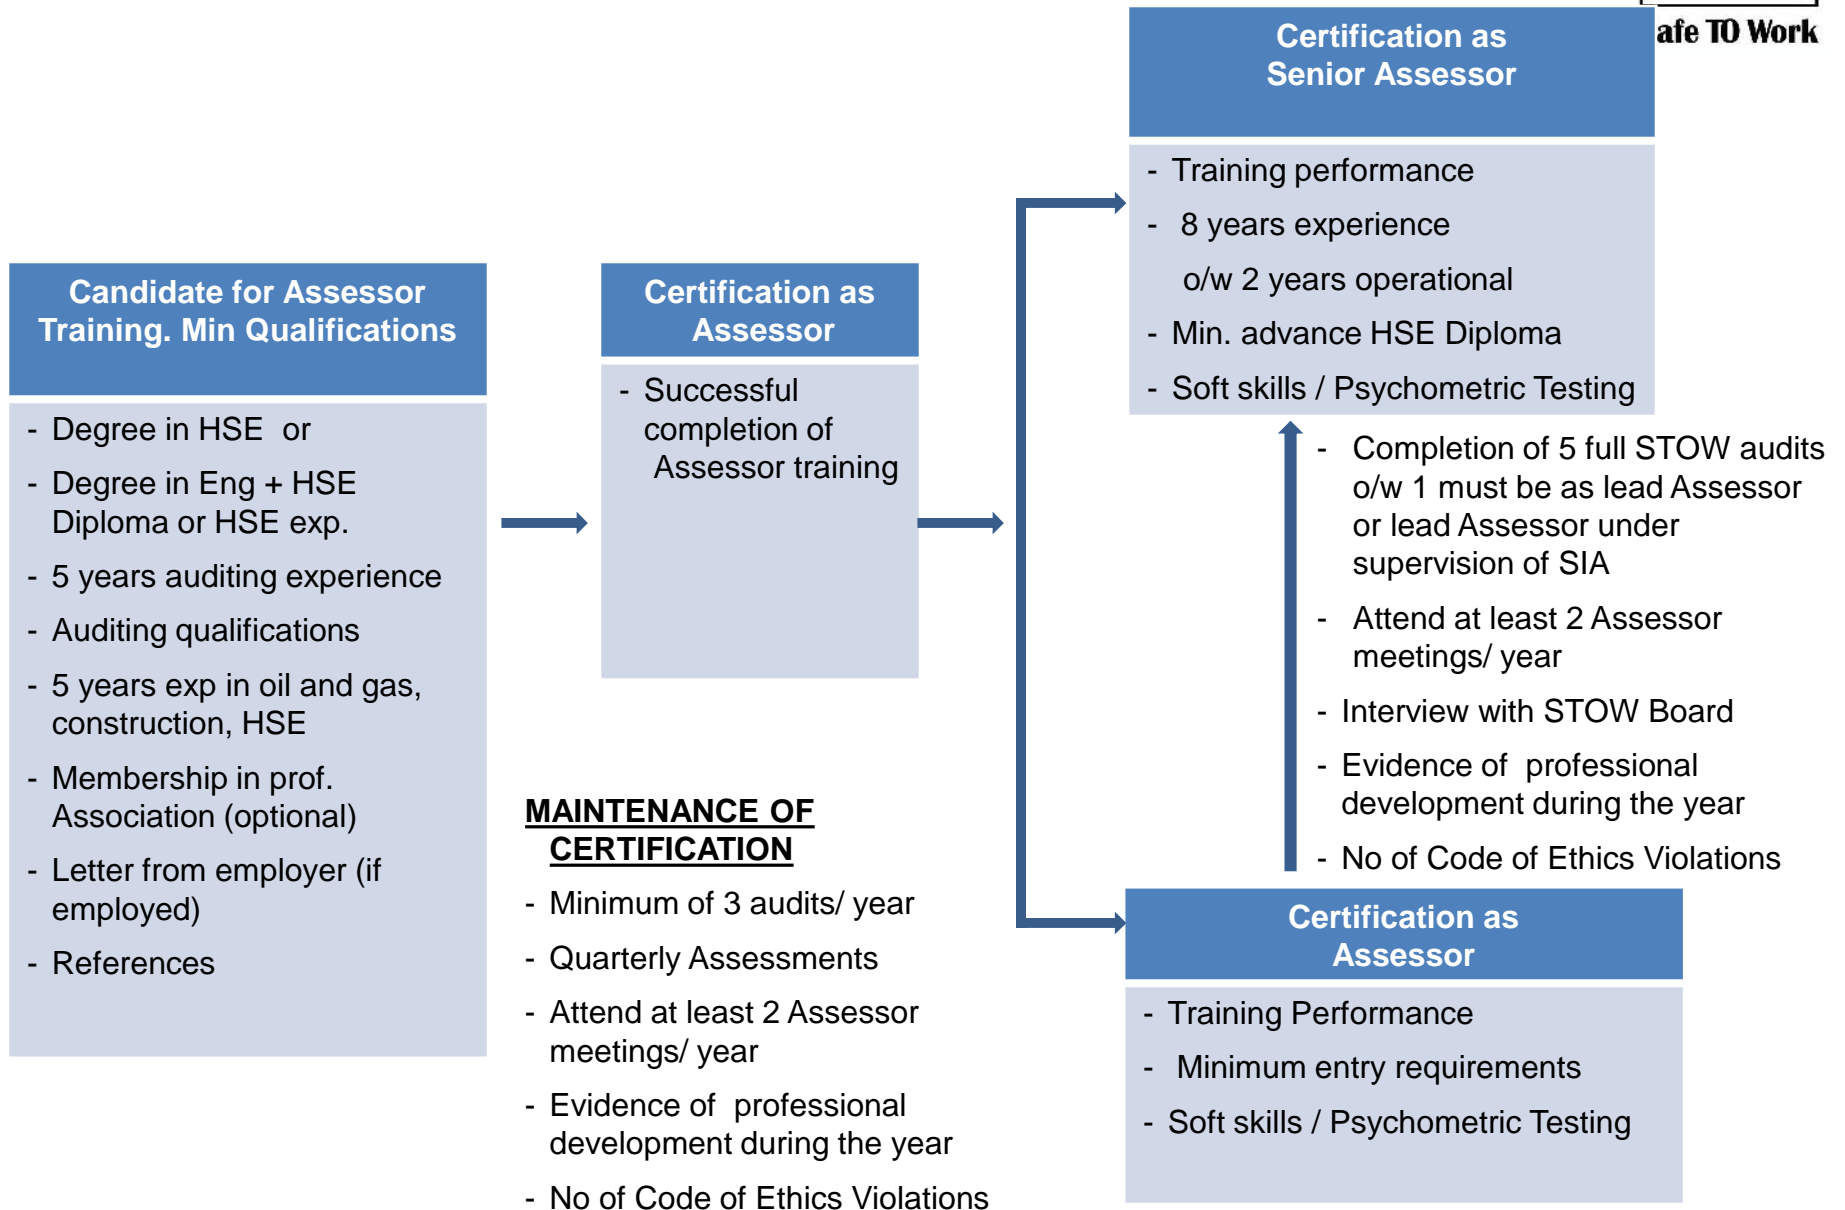 afe TO Work
Certification as
Senior Assessor
- Training performance
- 8 years experience
o/w 2 years operational
- Min. advance HSE Diploma
- Soft skills / Psychometric Testing
Candidate for Assessor
Training. Min Qualifications
- Degree in HSE or
- Degree in Eng + HSE
Diploma or HSE exp.
- 5 years auditing experience
- Auditing qualifications
- 5 years exp in oil and gas,
construction, HSE
- Membership in prof.
Association (optional)
- Letter from employer (if
employed)
- References
Certification as
Assessor
- Successful
completion of
Assessor training
- Completion of 5 full STOW audits
o/w 1 must be as lead Assessor
or lead Assessor under
supervision of SIA
- Attend at least 2 Assessor
meetings/ year
- Interview with STOW Board
- Evidence of professional
development during the year
- No of Code of Ethics Violations
MAINTENANCE OF
CERTIFICATION
- Minimum of 3 audits/ year
- Quarterly Assessments
- Attend at least 2 Assessor
meetings/ year
- Evidence of professional
development during the year
- No of Code of Ethics Violations
Certification as
Assessor
- Training Performance
- Minimum entry requirements
- Soft skills / Psychometric Testing